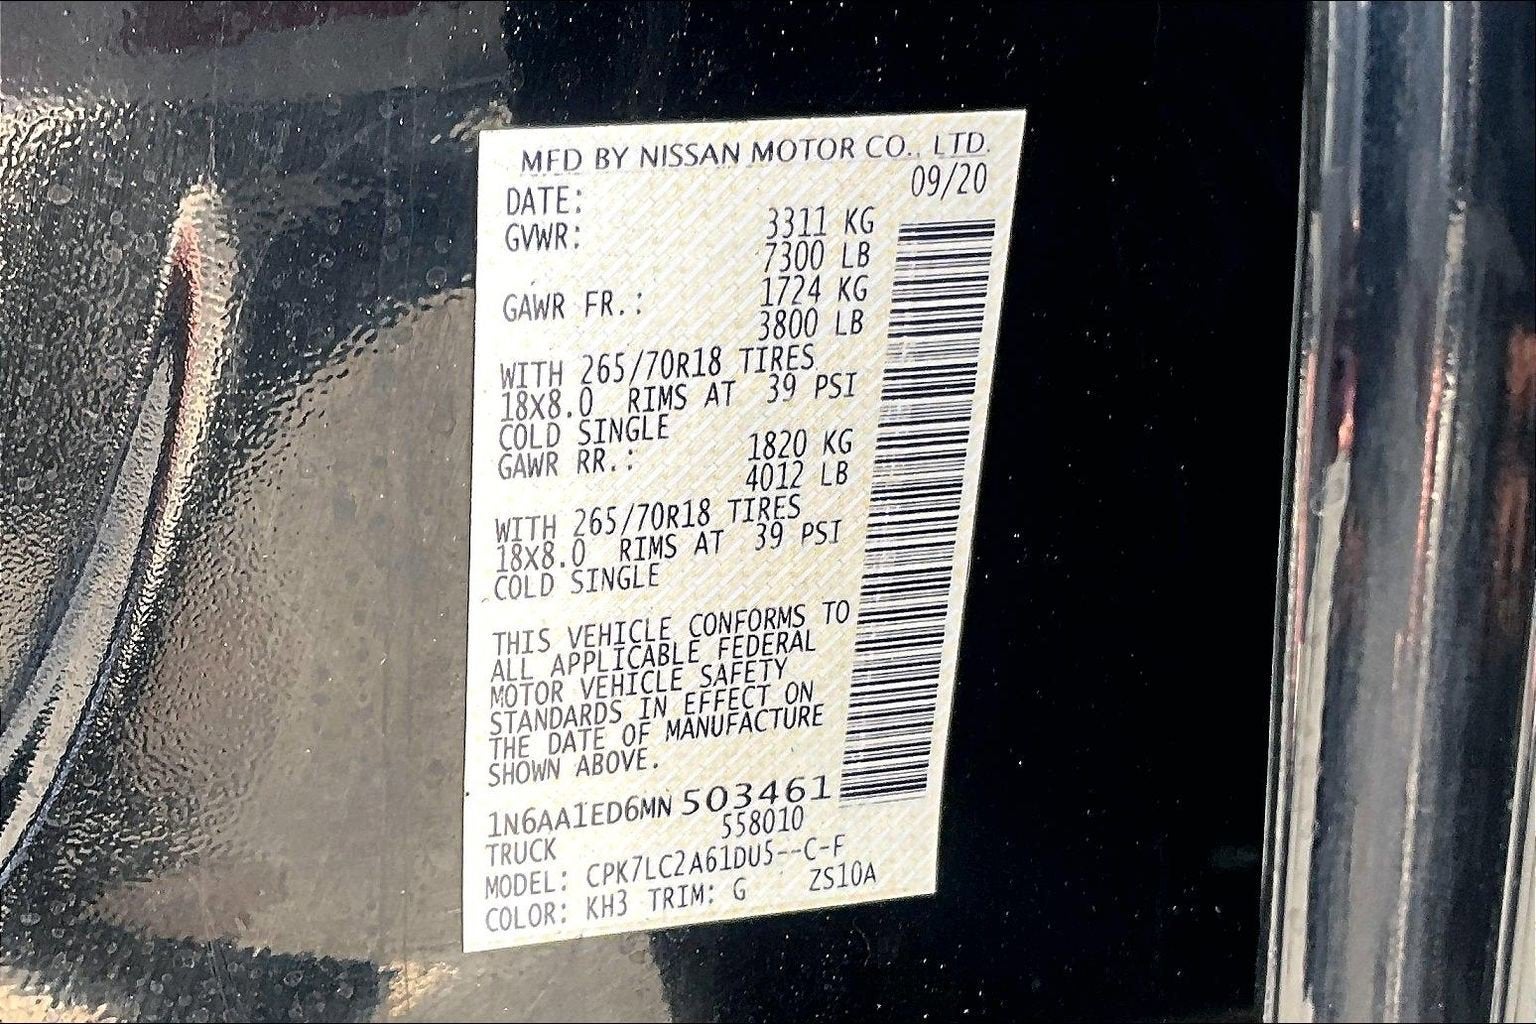 MFD BY NISSAN MOTOR CO., LTD.
DATE: 09/20
GVWR: 3311 KG
7300 LB
GAWR FR.: 1724 KG
3800 LB
WITH 265/70R18 TIRES
18X8.0 RIMS AT 39 PSI
COLD SINGLE
GAWR RR.: 1820 KG
4012 LB
WITH 265/70R18 TIRES
18X8.0 RIMS AT 39 PSI
COLD SINGLE
THIS VEHICLE CONFORMS TO
ALL APPLICABLE FEDERAL
MOTOR VEHICLE SAFETY
STANDARDS IN EFFECT ON
THE DATE OF MANUFACTURE
SHOWN ABOVE.
1N6AA1ED6MN 503461
TRUCK 558010
MODEL: CPK7LC2A61DU5--C-F
COLOR: KH3 TRIM: G ZS10A